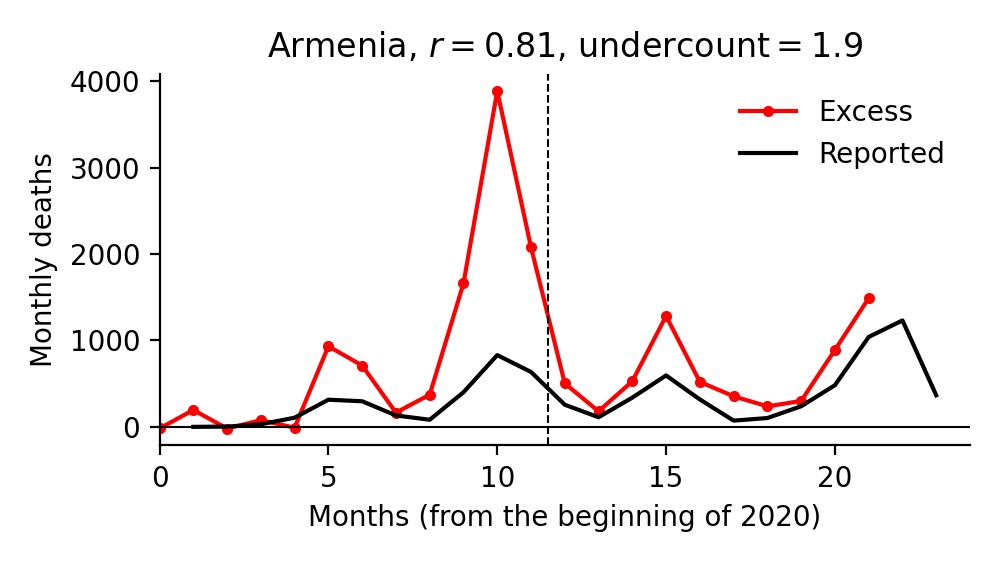 Armenia, r = 0.81, undercount = 1.9
Excess
Reported
Monthly deaths
4000
3000
2000
1000
0
0 5 10 15 20
Months (from the beginning of 2020)